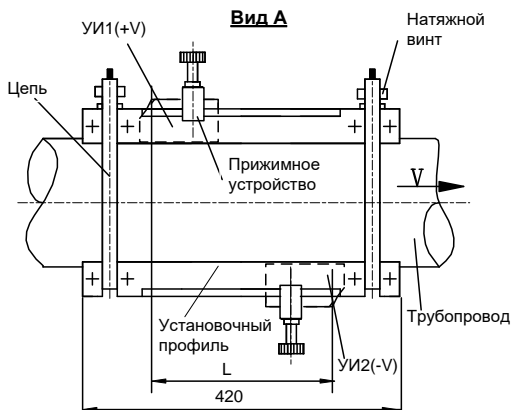 Вид А
УИ1(+V)
Натяжной
винт
Цепь
Прижимное
устройство
V
Трубопровод
Установочный
профиль
УИ2(-V)
L
420